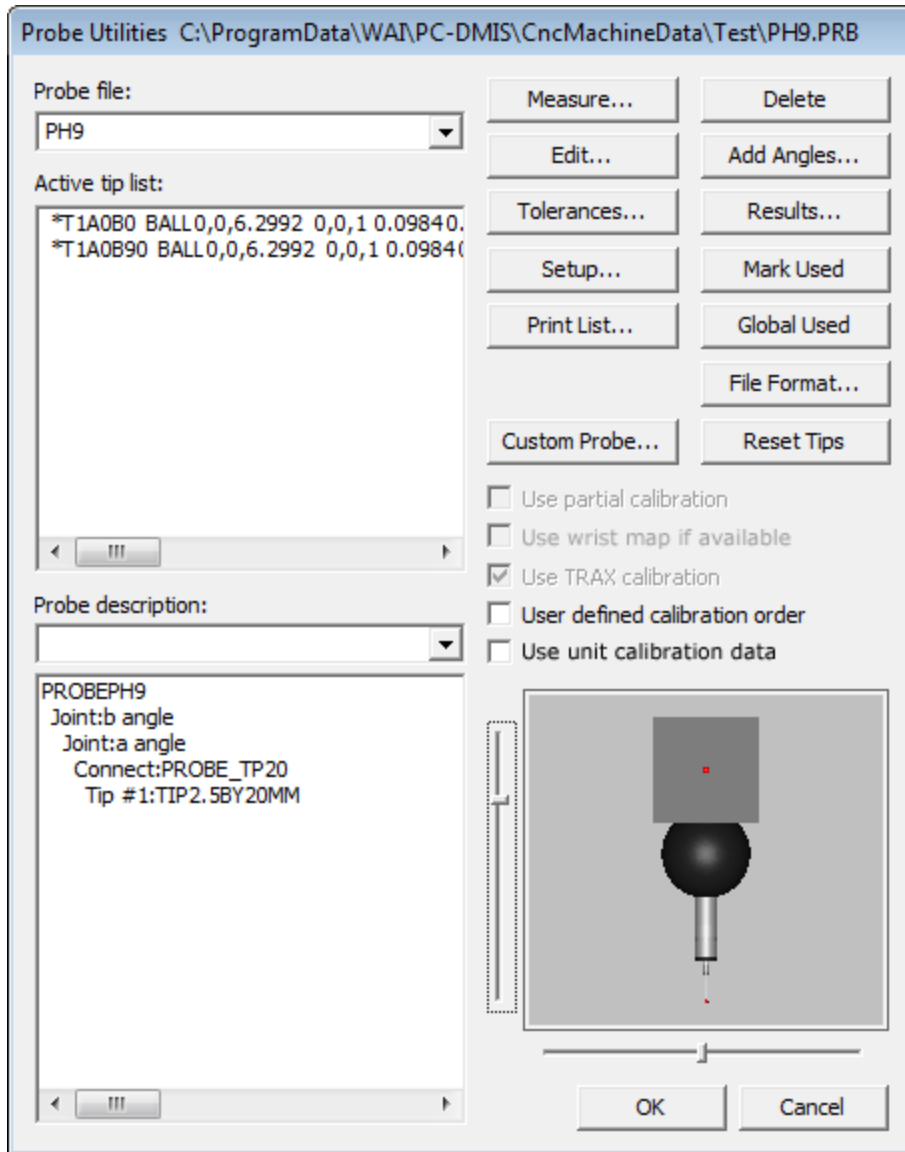 Probe Utilities C:\ProgramData\WAI\PC-DMIS\CncMachineData\Test\PH9.PRB
Probe file:
PH9
Active tip list:
*T1A0B0 BALL0,0,6.2992 0,0,1 0.09840.
*T1A0B90 BALL0,0,6.2992 0,0,1 0.0984(
Probe description:
PROBEPH9
Joint:b angle
Joint:a angle
Connect:PROBE_TP20
Tip #1:TIP2.5BY20MM
Measure...
Delete
Edit...
Add Angles...
Tolerances...
Results...
Setup...
Mark Used
Print List...
Global Used
File Format...
Custom Probe...
Reset Tips
Use partial calibration
Use wrist map if available
Use TRAX calibration
User defined calibration order
Use unit calibration data
OK
Cancel